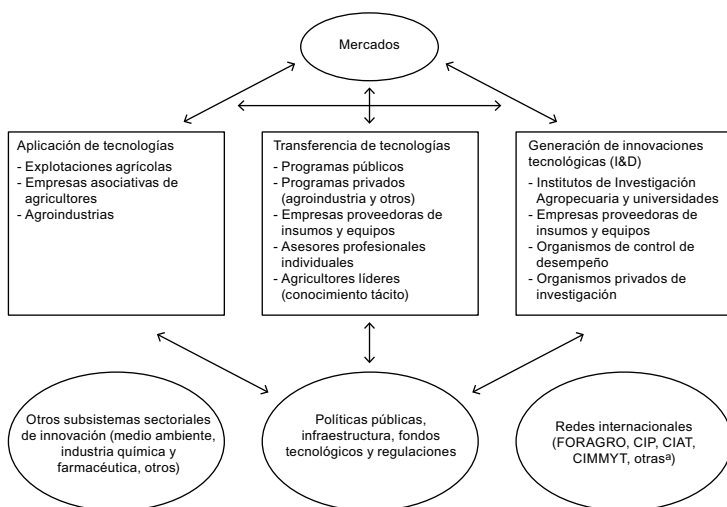 Mercados
Aplicación de tecnologías
- Explotaciones agrícolas
- Empresas asociativas de
agricultores
- Agroindustrias
Transferencia de tecnologías
- Programas públicos
- Programas privados
(agroindustria y otros)
- Empresas proveedoras de
insumos y equipos
- Asesores profesionales
individuales
- Agricultores líderes
(conocimiento tácito)
Generación de innovaciones
tecnológicas (I&D)
- Institutos de Investigación
Agropecuaria y universidades
- Empresas proveedoras de
insumos y equipos
- Organismos de control de
desempeño
- Organismos privados de
investigación
Otros subsistemas sectoriales
de innovación (medio ambiente,
industria química y
farmacéutica, otros)
Políticas públicas,
infraestructura, fondos
tecnológicos y regulaciones
Redes internacionales
(FORAGRO, CIP, CIAT,
CIMMYT, otrasª)